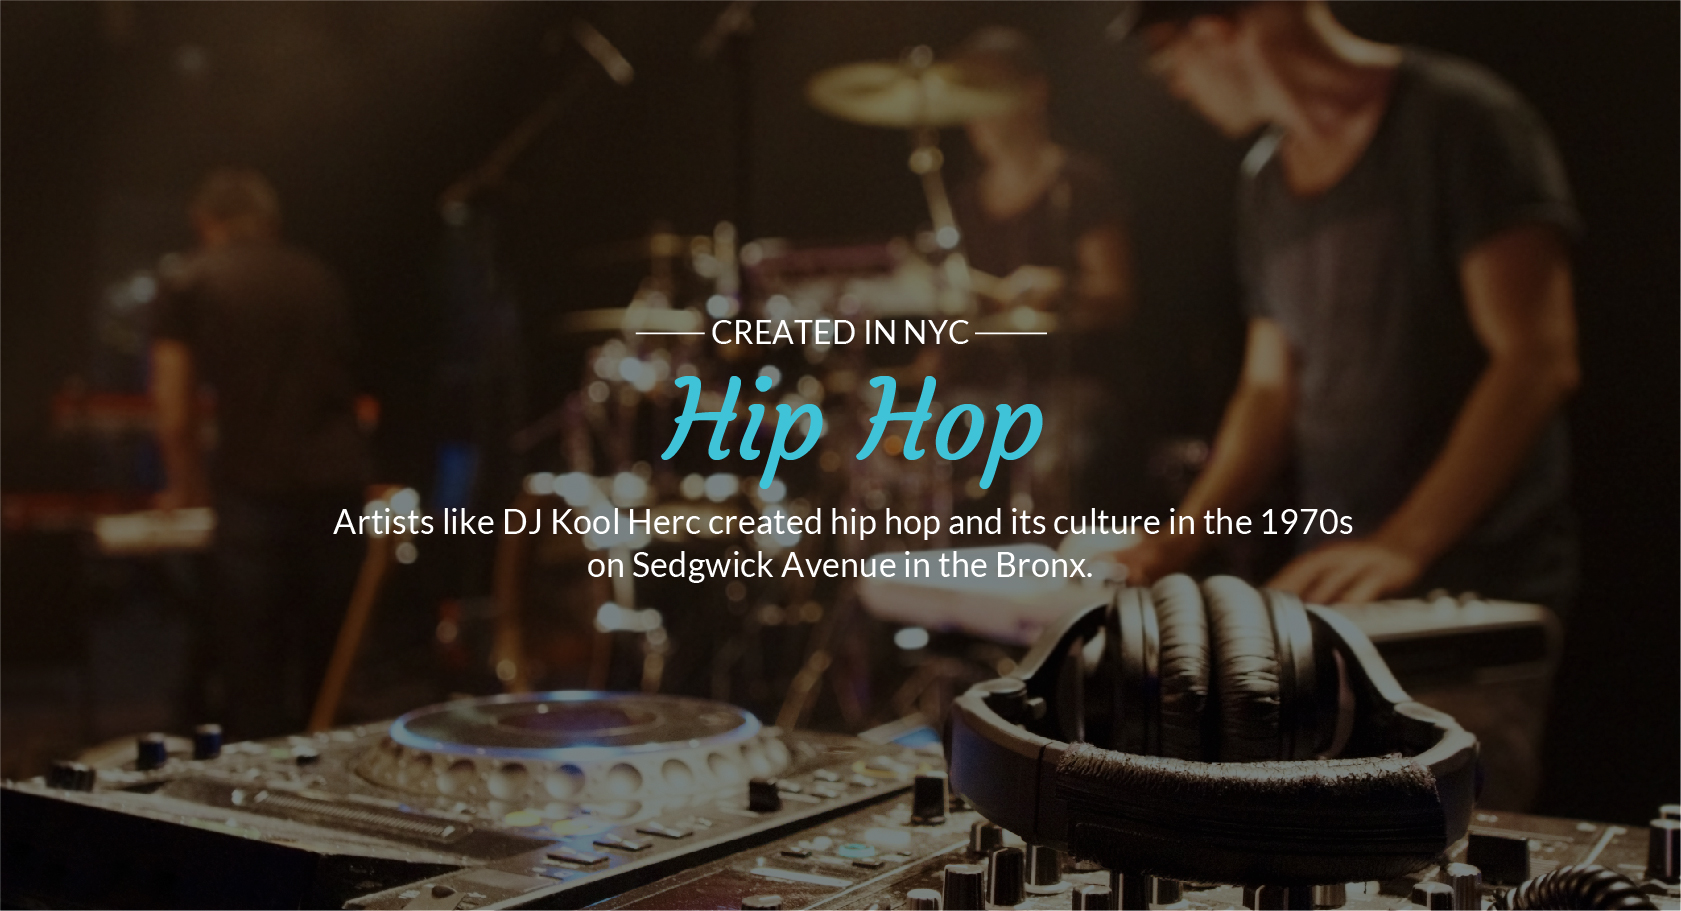 CREATED IN NYC
Hip Hop
Artists like DJ Kool Herc created hip hop and its culture in the 1970s
on Sedgwick Avenue in the Bronx.